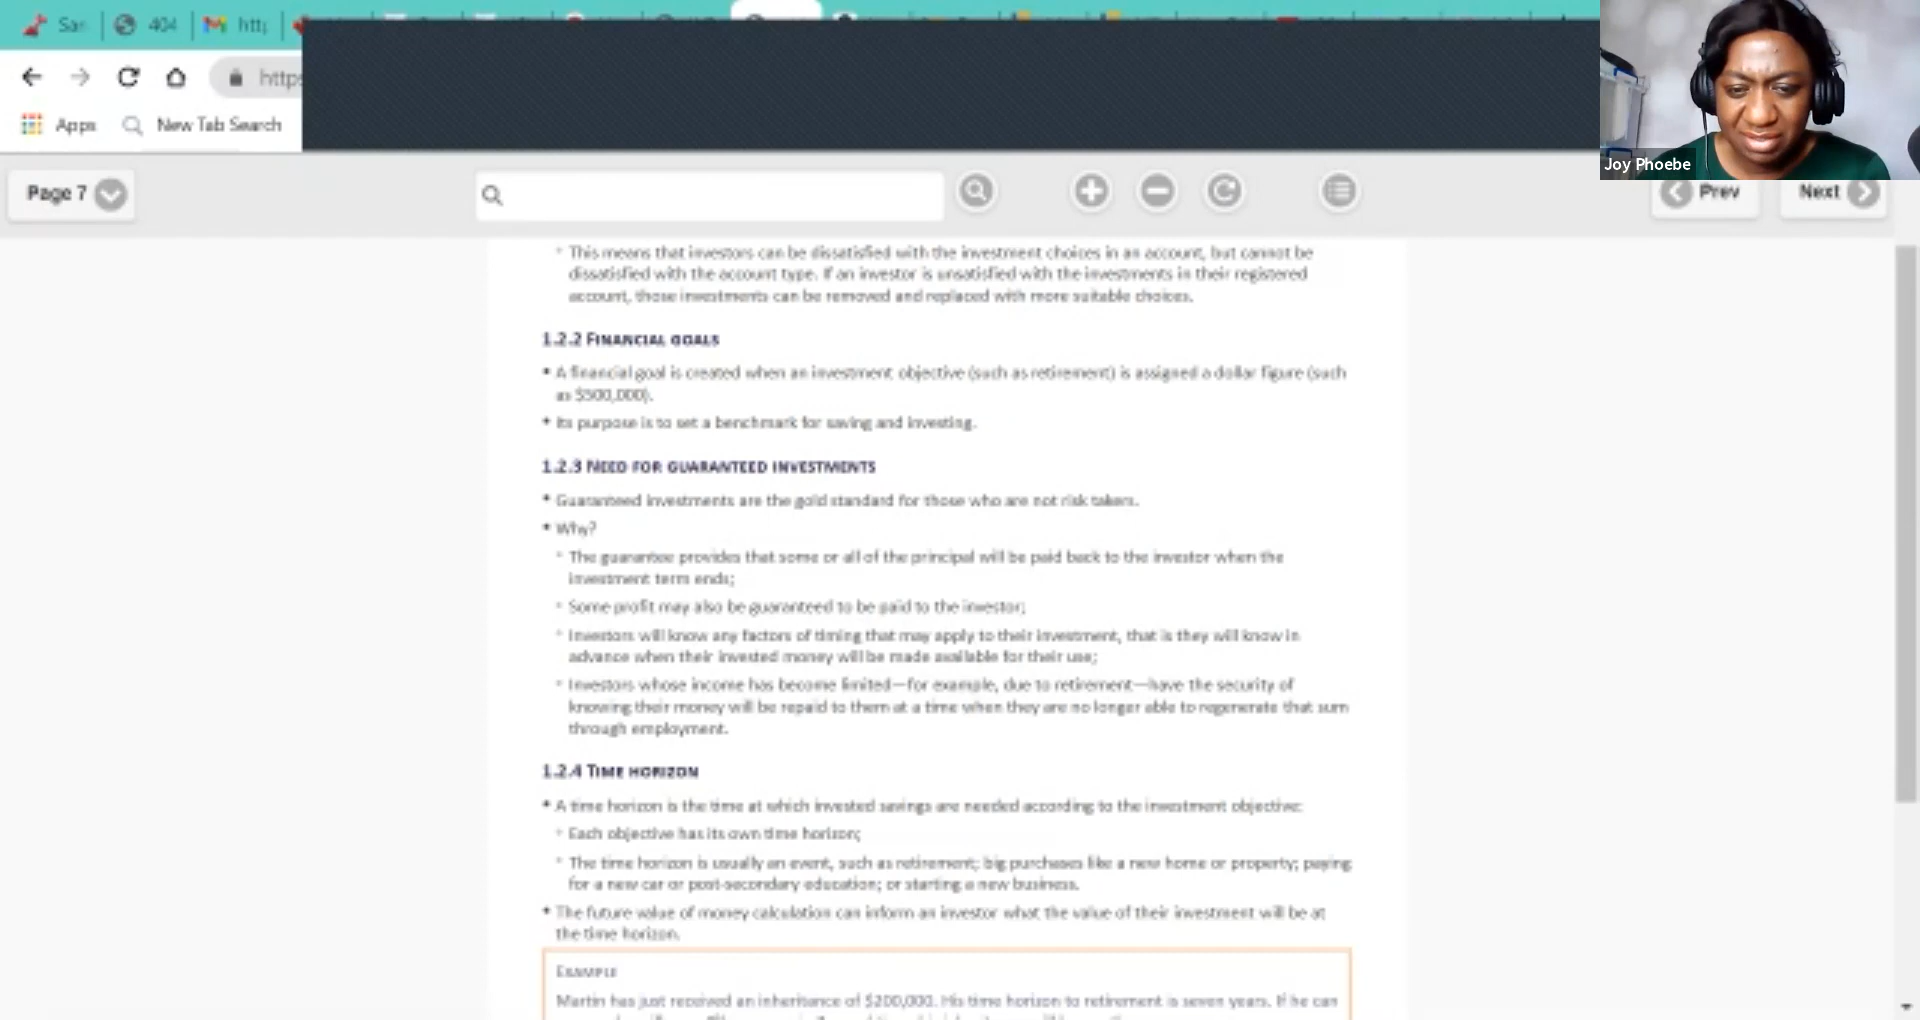 San
404
http
https
Apps
New Tab Search
Joy Phoebe
Page 7
Prev
Next
◦ This means that investors can be dissatisfied with the investment choices in an account, but cannot be
dissatisfied with the account type. If an investor is unsatisfied with the investments in their registered
account, those investments can be removed and replaced with more suitable choices.
1.2.2 FINANCIAL GOALS
• A financial goal is created when an investment objective (such as retirement) is assigned a dollar figure (such
as $500,000).
• Its purpose is to set a benchmark for saving and investing.
1.2.3 NEED FOR GUARANTEED INVESTMENTS
• Guaranteed investments are the gold standard for those who are not risk takers.
• Why?
◦ The guarantee provides that some or all of the principal will be paid back to the investor when the
investment term ends;
◦ Some profit may also be guaranteed to be paid to the investor;
◦ Investors will know any factors of timing that may apply to their investment, that is they will know in
advance when their invested money will be made available for their use;
◦ Investors whose income has become limited—for example, due to retirement—have the security of
knowing their money will be repaid to them at a time when they are no longer able to regenerate that sum
through employment.
1.2.4 TIME HORIZON
• A time horizon is the time at which invested savings are needed according to the investment objective:
◦ Each objective has its own time horizon;
◦ The time horizon is usually an event, such as retirement; big purchases like a new home or property; paying
for a new car or post-secondary education; or starting a new business.
• The future value of money calculation can inform an investor what the value of their investment will be at
the time horizon.
EXAMPLE
Martin has just received an inheritance of $200,000. His time horizon to retirement is seven years. If he can